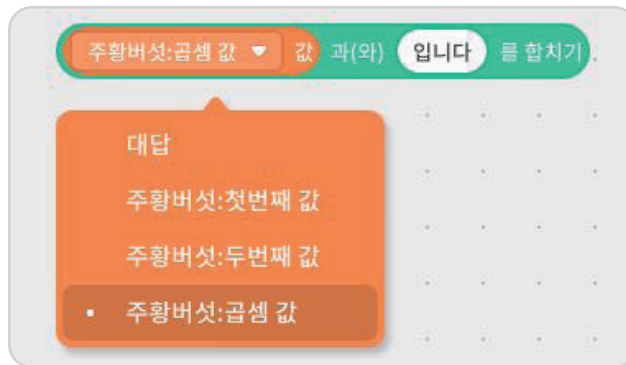 주황버섯:곱셈 값 ▼ 값 과(와) 입니다 를 합치기
대답
주황버섯:첫번째 값
주황버섯:두번째 값
주황버섯:곱셈 값